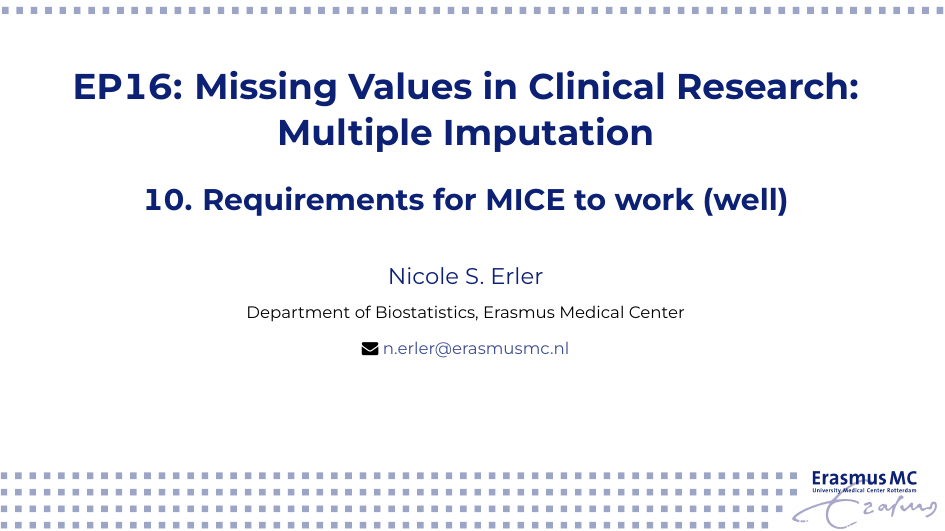 EP16: Missing Values in Clinical Research:
Multiple Imputation
10. Requirements for MICE to work (well)
Nicole S. Erler
Department of Biostatistics, Erasmus Medical Center
n.erler@erasmusmc.nl
Erasmus MC
University Medical Center Rotterdam
Erasmus